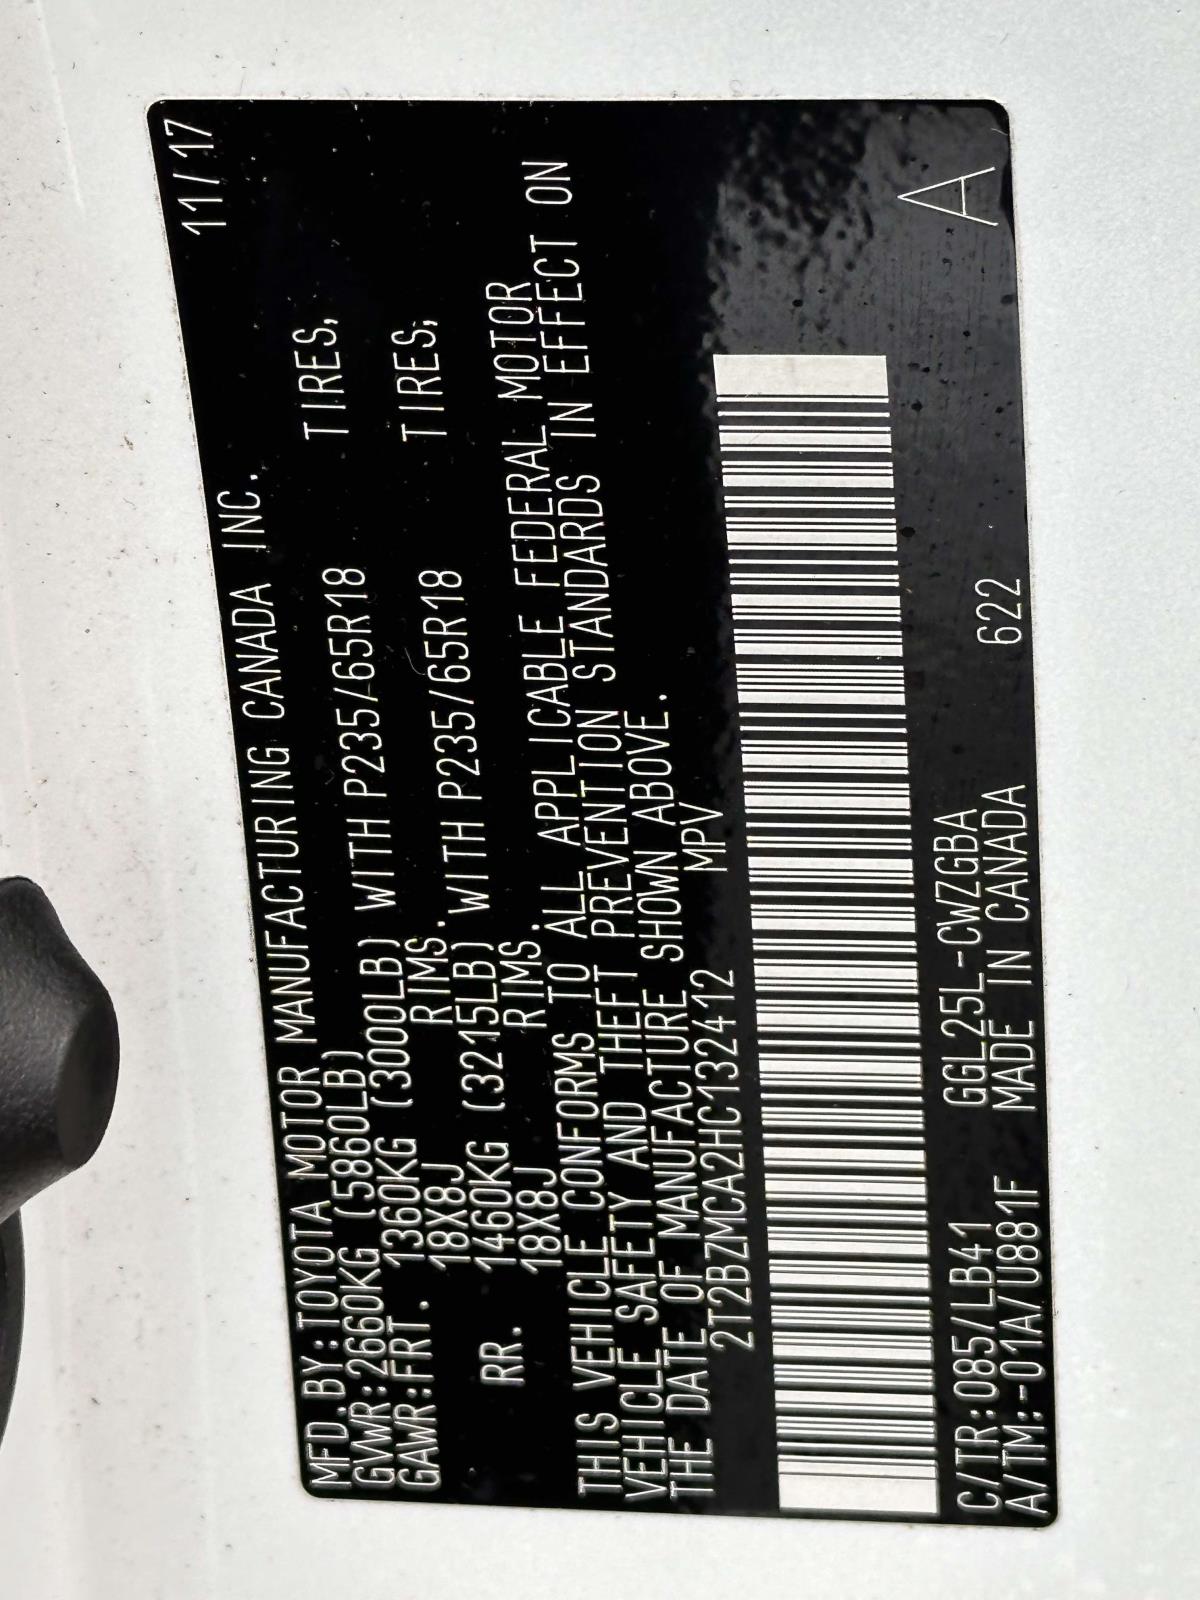 11/17
MFD.BY:TOYOTA MOTOR MANUFACTURING CANADA INC.
GVWR:2660KG (5860LB)
GAWR:FRT. 1360KG (3000LB) WITH P235/65R18 TIRES,
18X8J RIMS.
RR. 1460KG (3215LB) WITH P235/65R18 TIRES,
18X8J RIMS.
THIS VEHICLE CONFORMS TO ALL APPLICABLE FEDERAL MOTOR
VEHICLE SAFETY AND THEFT PREVENTION STANDARDS IN EFFECT ON
THE DATE OF MANUFACTURE SHOWN ABOVE.
2T2BZMCA2HC132412 MPV
C/TR:085/LB41 GGL25L-CWZGBA
A/TM:-01A/U881F MADE IN CANADA 622 A